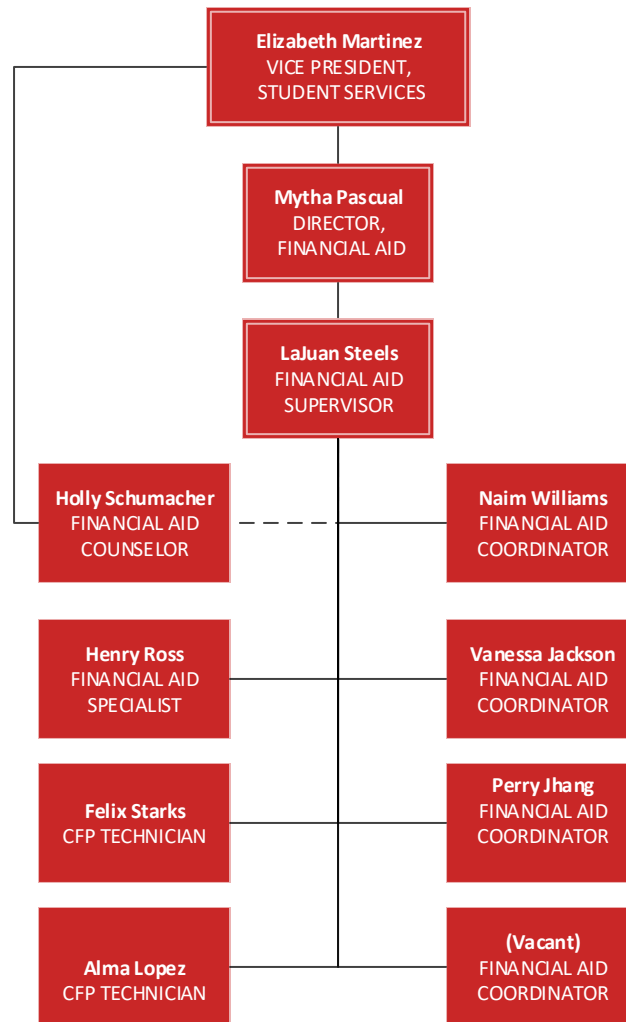 Elizabeth Martinez
VICE PRESIDENT,
STUDENT SERVICES
Mytha Pascual
DIRECTOR,
FINANCIAL AID
LaJuan Steels
FINANCIAL AID
SUPERVISOR
Holly Schumacher
FINANCIAL AID
COUNSELOR
Naim Williams
FINANCIAL AID
COORDINATOR
Henry Ross
FINANCIAL AID
SPECIALIST
Vanessa Jackson
FINANCIAL AID
COORDINATOR
Felix Starks
CFP TECHNICIAN
Perry Jhang
FINANCIAL AID
COORDINATOR
Alma Lopez
CFP TECHNICIAN
(Vacant)
FINANCIAL AID
COORDINATOR